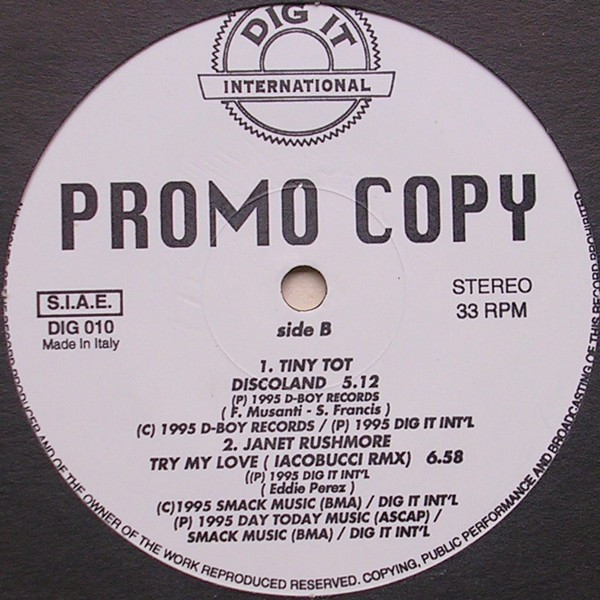 DIG IT
INTERNATIONAL
PROMO COPY
S.I.A.E.
DIG 010
Made In Italy
STEREO
33 RPM
side B
1. TINY TOT
DISCOLAND 5.12
(P) 1995 D-BOY RECORDS
( F. Musanti - S. Francis )
(C) 1995 D-BOY RECORDS / (P) 1995 DIG IT INT'L
2. JANET RUSHMORE
TRY MY LOVE ( IACOBUCCI RMX) 6.58
((P) 1995 DIG IT INT'L
( Eddie Perez )
(C)1995 SMACK MUSIC (BMA) / DIG IT INT'L
(P) 1995 DAY TODAY MUSIC (ASCAP) /
SMACK MUSIC (BMA) / DIG IT INT'L
PRODUCER AND OF THE OWNER OF THE WORK REPRODUCED RESERVED. COPYING, PUBLIC PERFORMANCE AND BROADCASTING OF THIS RECORD PROHIBITED